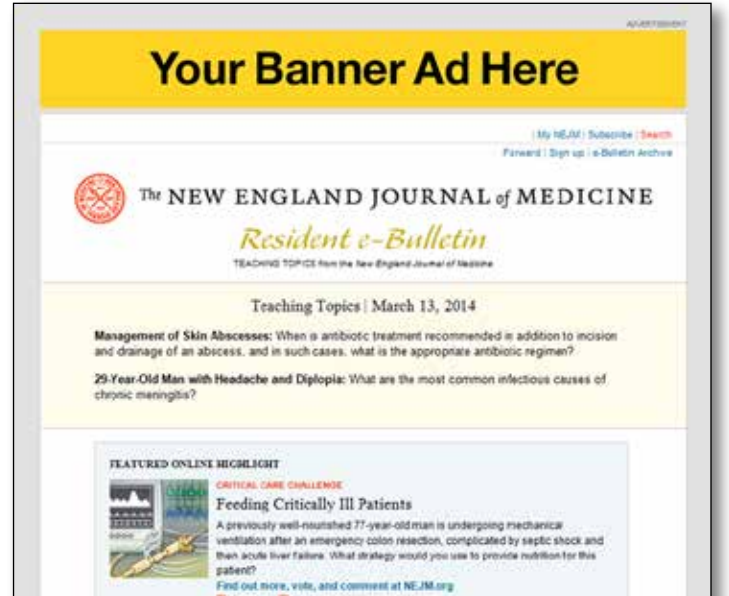 ADVERTISEMENT
Your Banner Ad Here
| My NEJM | Subscribe | Search
Forward | Sign up | e-Bulletin Archive
The NEW ENGLAND JOURNAL of MEDICINE
Resident e-Bulletin
TEACHING TOPICS from the New England Journal of Medicine
Teaching Topics | March 13, 2014
Management of Skin Abscesses: When is antibiotic treatment recommended in addition to incision
and drainage of an abscess, and in such cases, what is the appropriate antibiotic regimen?
29-Year-Old Man with Headache and Diplopia: What are the most common infectious causes of
chronic meningitis?
FEATURED ONLINE HIGHLIGHT
CRITICAL CARE CHALLENGE
Feeding Critically Ill Patients
A previously well-nourished 77-year-old man is undergoing mechanical
ventilation after an emergency colon resection, complicated by septic shock and
then acute liver failure. What strategy would you use to provide nutrition for this
patient?
Find out more, vote, and comment at NEJM.org